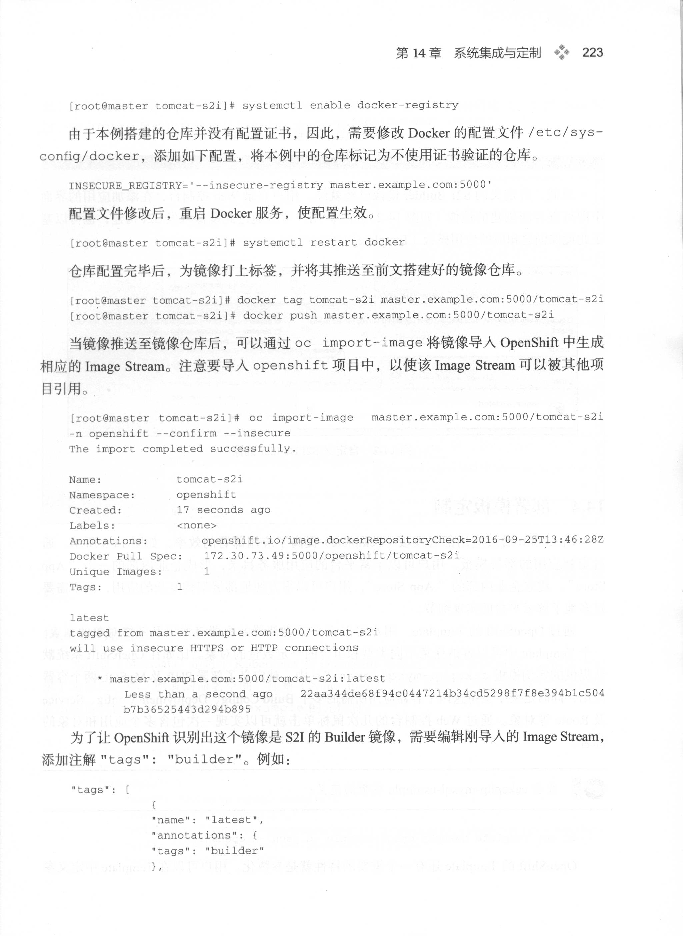 第 14 章 系统集成与定制 223
[root@master tomcat-s2i]# systemctl enable docker-registry
由于本例搭建的仓库并没有配置证书，因此，需要修改 Docker 的配置文件 /etc/sys-
config/docker，添加如下配置，将本例中的仓库标记为不使用证书验证的仓库。
INSECURE_REGISTRY='--insecure-registry master.example.com:5000'
配置文件修改后，重启 Docker 服务，使配置生效。
[root@master tomcat-s2i]# systemctl restart docker
仓库配置完毕后，为镜像打上标签，并将其推送至前文搭建好的镜像仓库。
[root@master tomcat-s2i]# docker tag tomcat-s2i master.example.com:5000/tomcat-s2i
[root@master tomcat-s2i]# docker push master.example.com:5000/tomcat-s2i
当镜像推送至镜像仓库后，可以通过 oc import-image 将镜像导入 OpenShift 中生成
相应的 Image Stream。注意要导入 openshift 项目中，以使该 Image Stream 可以被其他项
目引用。
[root@master tomcat-s2i]# oc import-image master.example.com:5000/tomcat-s2i
-n openshift --confirm --insecure
The import completed successfully.
Name: tomcat-s2i
Namespace: openshift
Created: 17 seconds ago
Labels: <none>
Annotations: openshift.io/image.dockerRepositoryCheck=2016-09-25T13:46:28Z
Docker Pull Spec: 172.30.73.49:5000/openshift/tomcat-s2i
Unique Images: 1
Tags: 1
latest
tagged from master.example.com:5000/tomcat-s2i
will use insecure HTTPS or HTTP connections
* master.example.com:5000/tomcat-s2i:latest
Less than a second ago 22aa344de68f94c0447214b34cd5298f7f8e394b1c504
b7b36525443d294b895
为了让 OpenShift 识别出这个镜像是 S2I 的 Builder 镜像，需要编辑刚导入的 Image Stream，
添加注解 "tags": "builder"。例如：
"tags": [
{
"name": "latest",
"annotations": {
"tags": "builder"
},